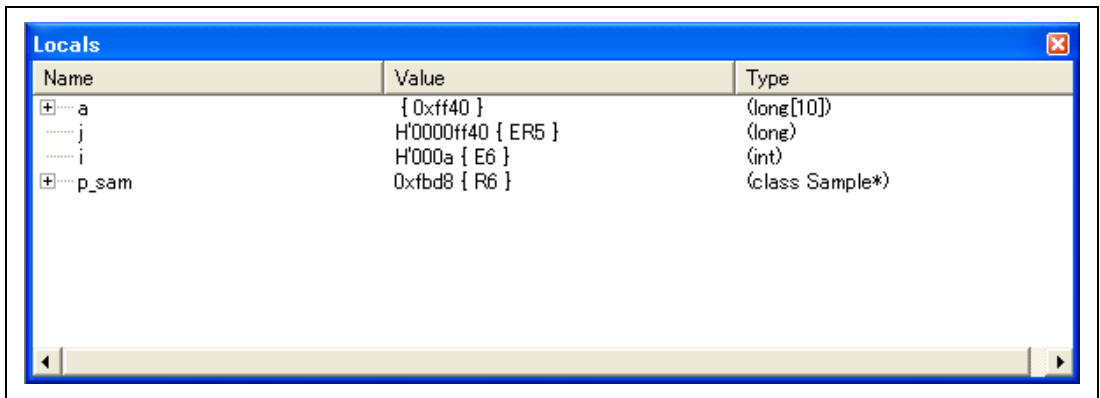 Locals
Name Value Type
a { 0xff40 } (long[10])
j H'0000ff40 { ER5 } (long)
i H'000a { E6 } (int)
p_sam 0xfbd8 { R6 } (class Sample*)